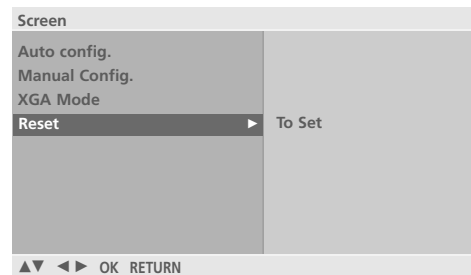 Screen
Auto config.
Manual Config.
XGA Mode
Reset ► To Set
▲▼ ◄ ► OK RETURN